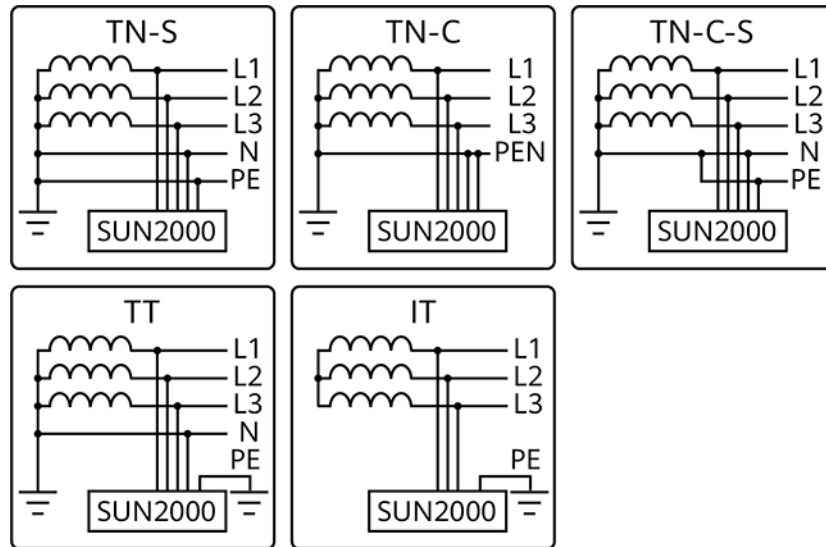 TN-S
L1
L2
L3
N
PE
SUN2000
TN-C
L1
L2
L3
PEN
SUN2000
TN-C-S
L1
L2
L3
N
PE
SUN2000
TT
L1
L2
L3
N
PE
SUN2000
IT
L1
L2
L3
PE
SUN2000